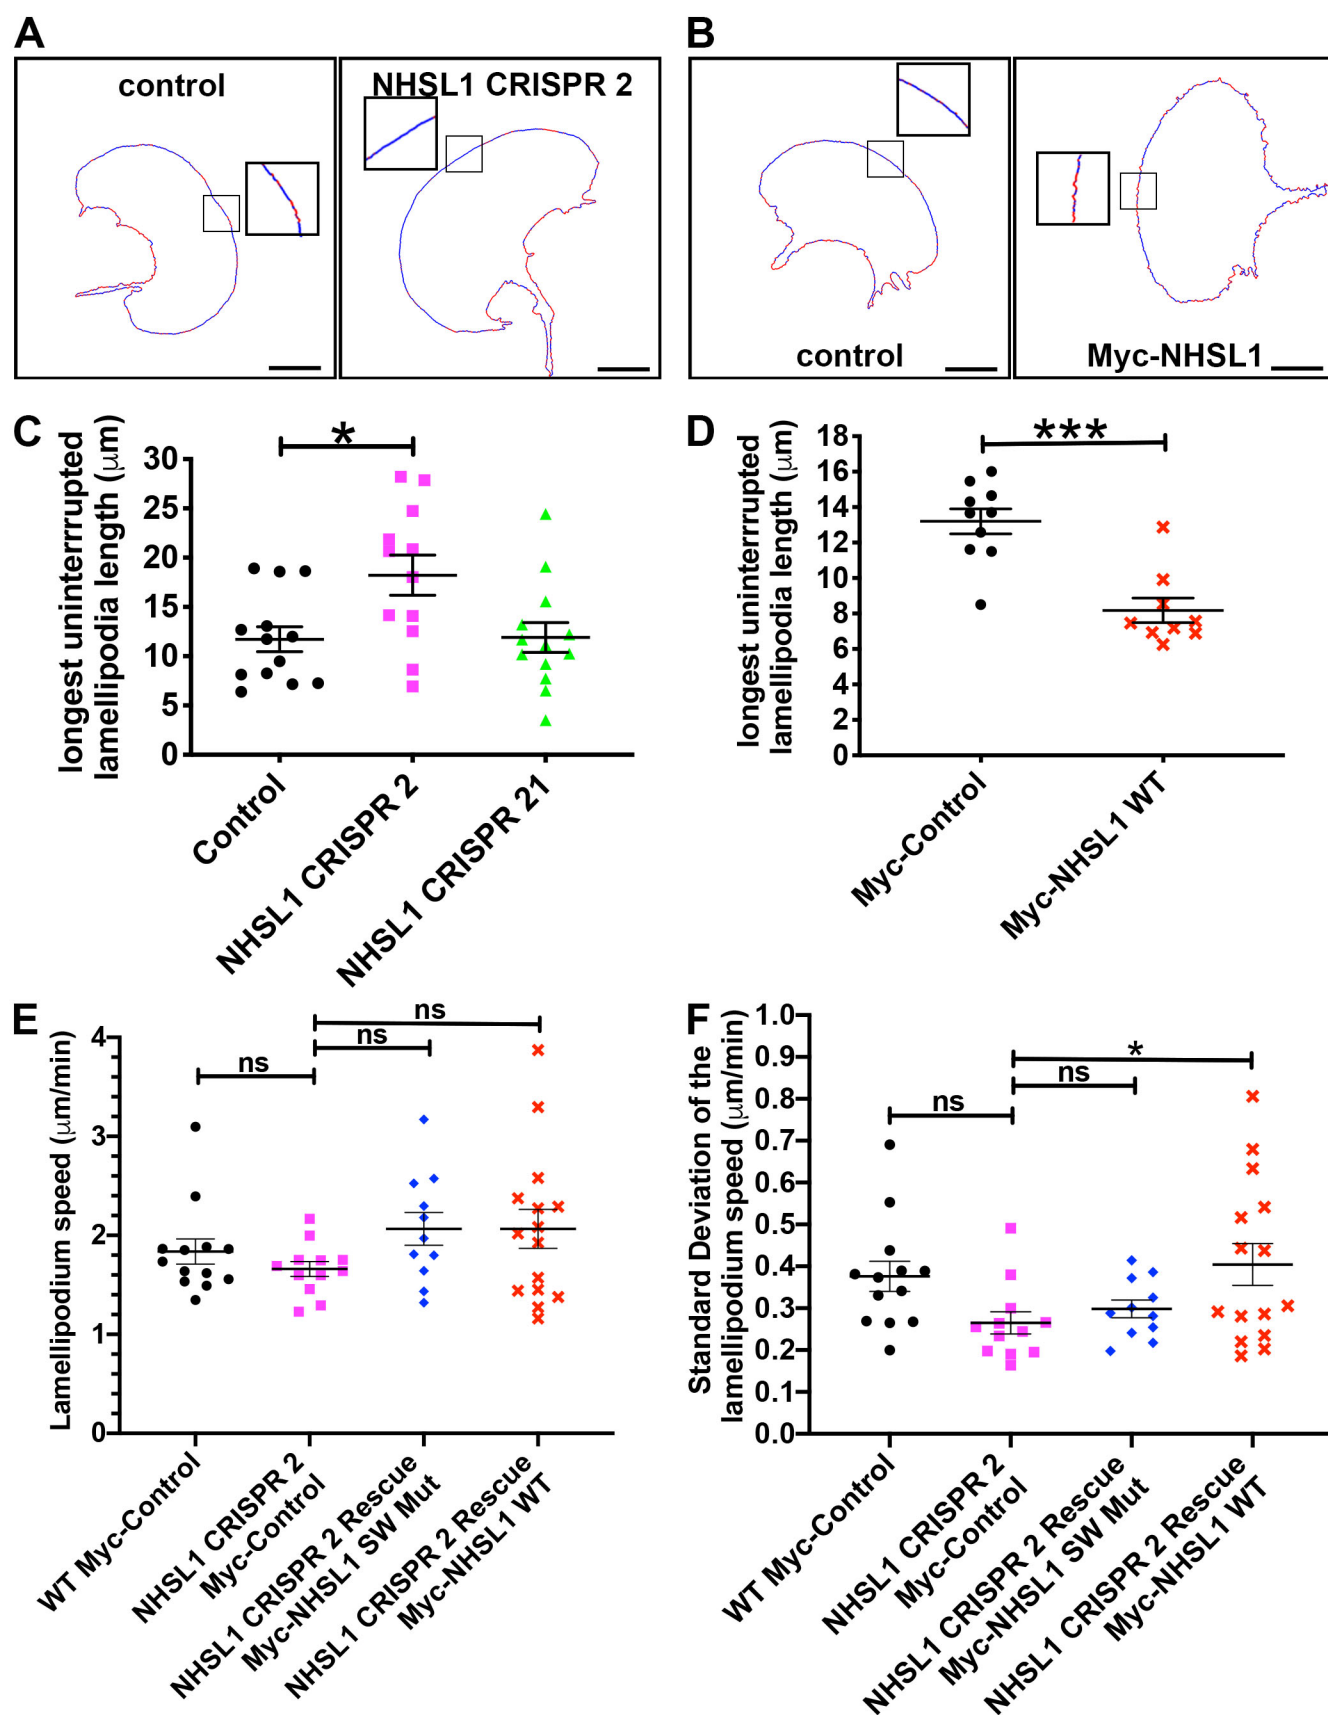 A
control
NHSL1 CRISPR 2
B
control
Myc-NHSL1
C
longest uninterrrupted
lamellipodia length (μm)
30
25
20
15
10
5
0
*
Control
NHSL1 CRISPR 2
NHSL1 CRISPR 21
D
longest uninterrrupted
lamellipodia length (μm)
18
16
14
12
10
8
6
4
2
0
***
Myc-Control
Myc-NHSL1 WT
E
Lamellipodium speed (μm/min)
4
3
2
1
0
ns
ns
ns
WT Myc-Control
NHSL1 CRISPR 2
Myc-Control
NHSL1 CRISPR 2 Rescue
Myc-NHSL1 SW Mut
NHSL1 CRISPR 2 Rescue
Myc-NHSL1 WT
F
Standard Deviation of the
lamellipodium speed (μm/min)
1.0
0.9
0.8
0.7
0.6
0.5
0.4
0.3
0.2
0.1
0.0
*
ns
ns
WT Myc-Control
NHSL1 CRISPR 2
Myc-Control
NHSL1 CRISPR 2 Rescue
Myc-NHSL1 SW Mut
NHSL1 CRISPR 2 Rescue
Myc-NHSL1 WT